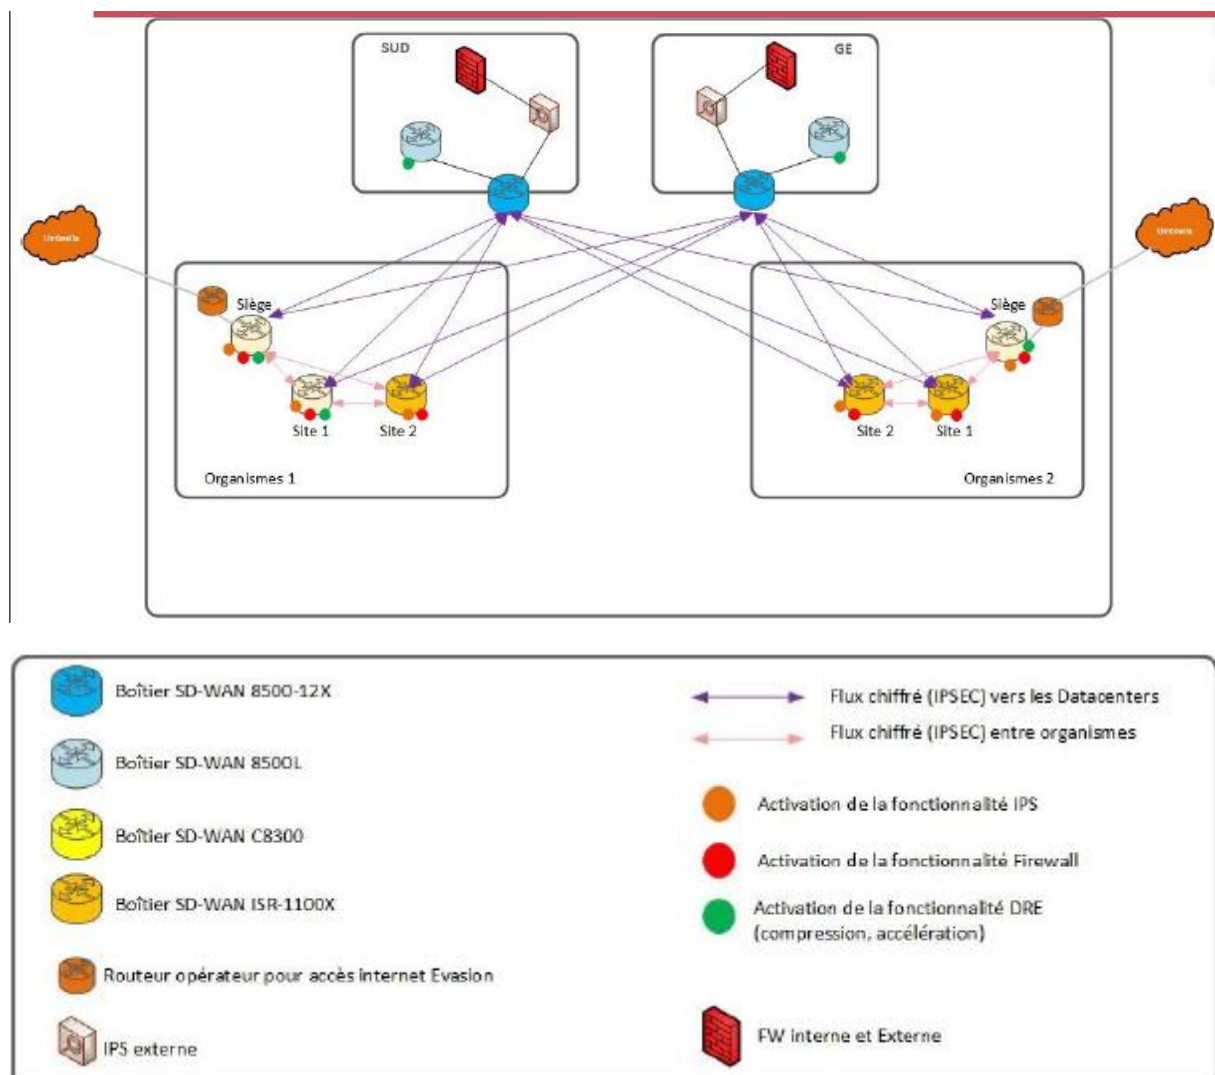 SUD
GE
Umbrella
Umbrella
Siège
Siège
Site 1
Site 2
Site 2
Site 1
Organismes 1
Organismes 2
Boîtier SD-WAN 8500-12X
Flux chiffré (IPSEC) vers les Datacenters
Flux chiffré (IPSEC) entre organismes
Boîtier SD-WAN 8500L
Activation de la fonctionnalité IPS
Boîtier SD-WAN C8300
Activation de la fonctionnalité Firewall
Boîtier SD-WAN ISR-1100X
Activation de la fonctionnalité DRE
(compression, accélération)
Routeur opérateur pour accès internet Evasion
IPS externe
FW interne et Externe